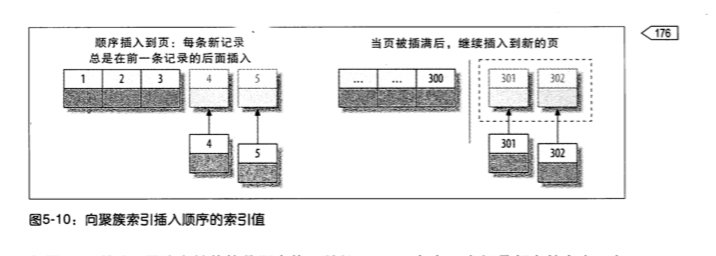 顺序插入到页：每条新记录
总是在前一条记录的后面插入
1 2 3 4 5
4
5
当页被插满后，继续插入到新的页
... ... 300 301 302
301
302
176
图5-10：向聚簇索引插入顺序的索引值